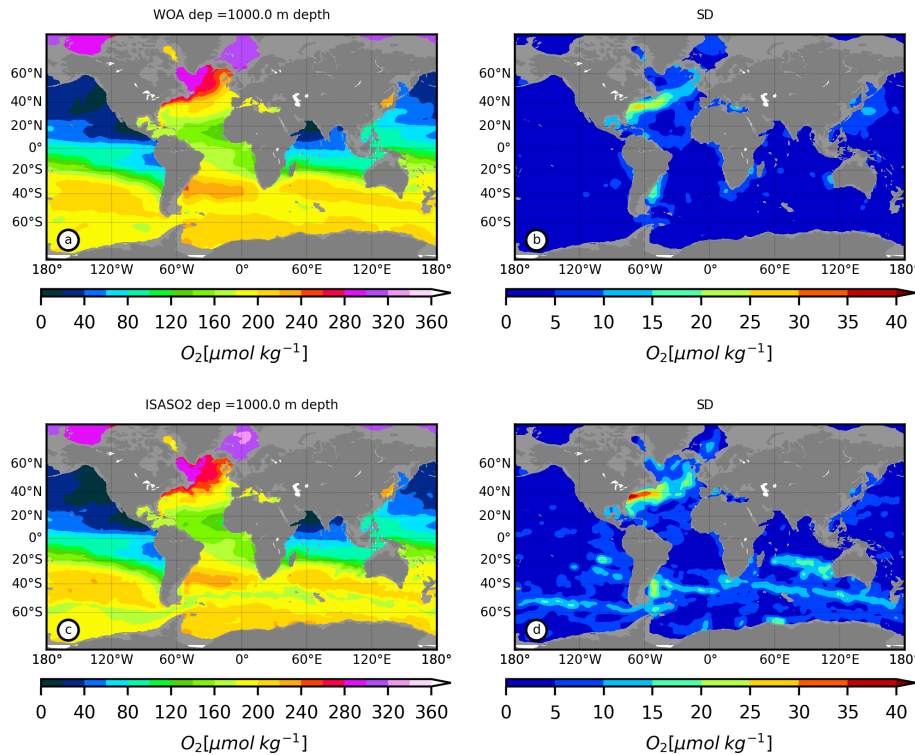 WOA dep =1000.0 m depth
SD
60°N
40°N
20°N
0°
20°S
40°S
60°S
a
180° 120°W 60°W 0° 60°E 120°E 180°
60°N
40°N
20°N
0°
20°S
40°S
60°S
b
180° 120°W 60°W 0° 60°E 120°E 180°
0 40 80 120 160 200 240 280 320 360
O₂[μmol kg⁻¹]
0 5 10 15 20 25 30 35 40
O₂[μmol kg⁻¹]
ISASO2 dep =1000.0 m depth
SD
60°N
40°N
20°N
0°
20°S
40°S
60°S
c
180° 120°W 60°W 0° 60°E 120°E 180°
60°N
40°N
20°N
0°
20°S
40°S
60°S
d
180° 120°W 60°W 0° 60°E 120°E 180°
0 40 80 120 160 200 240 280 320 360
O₂[μmol kg⁻¹]
0 5 10 15 20 25 30 35 40
O₂[μmol kg⁻¹]